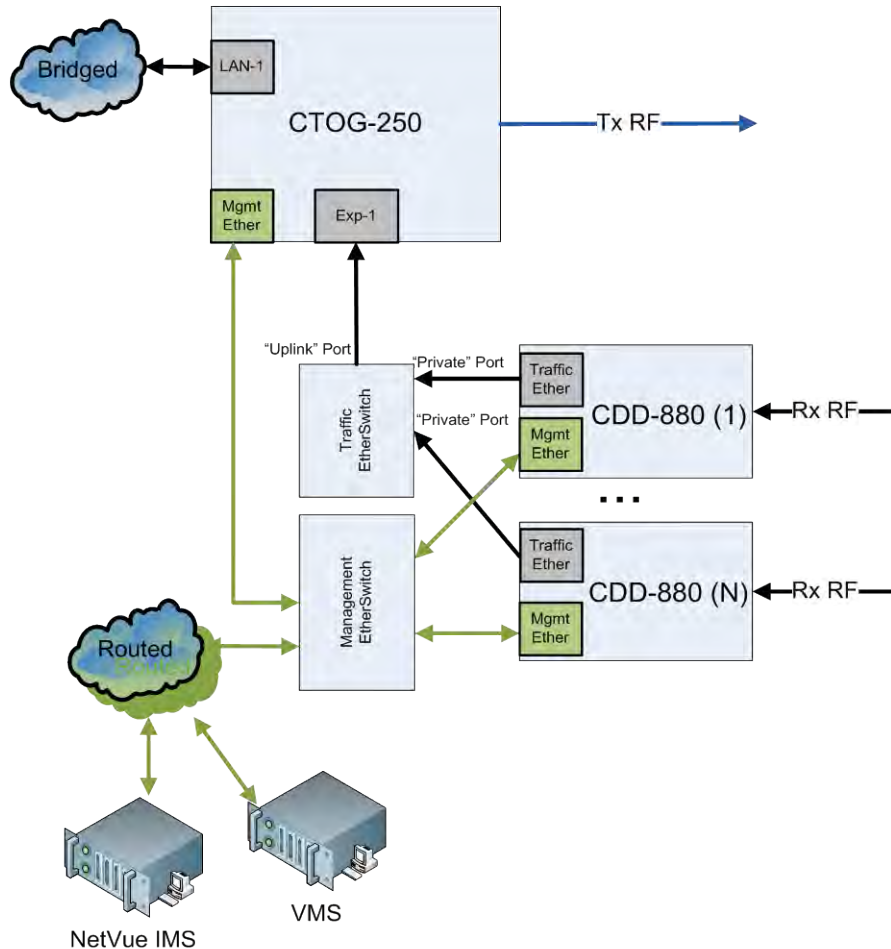 Bridged
LAN-1
CTOG-250
Tx RF
Mgmt
Ether
Exp-1
"Uplink" Port
"Private" Port
Traffic
Ether
CDD-880 (1)
Rx RF
Traffic
EtherSwitch
"Private" Port
Mgmt
Ether
...
Traffic
Ether
CDD-880 (N)
Rx RF
Management
EtherSwitch
Mgmt
Ether
Routed
Routed
NetVue IMS
VMS